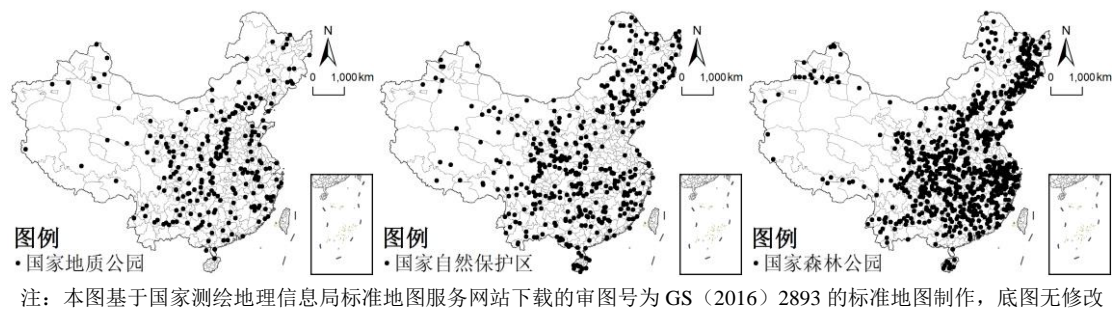 N
0 1,000km
图例
• 国家地质公园
N
0 1,000km
图例
• 国家自然保护区
N
0 1,000km
图例
• 国家森林公园
注：本图基于国家测绘地理信息局标准地图服务网站下载的审图号为 GS（2016）2893 的标准地图制作，底图无修改